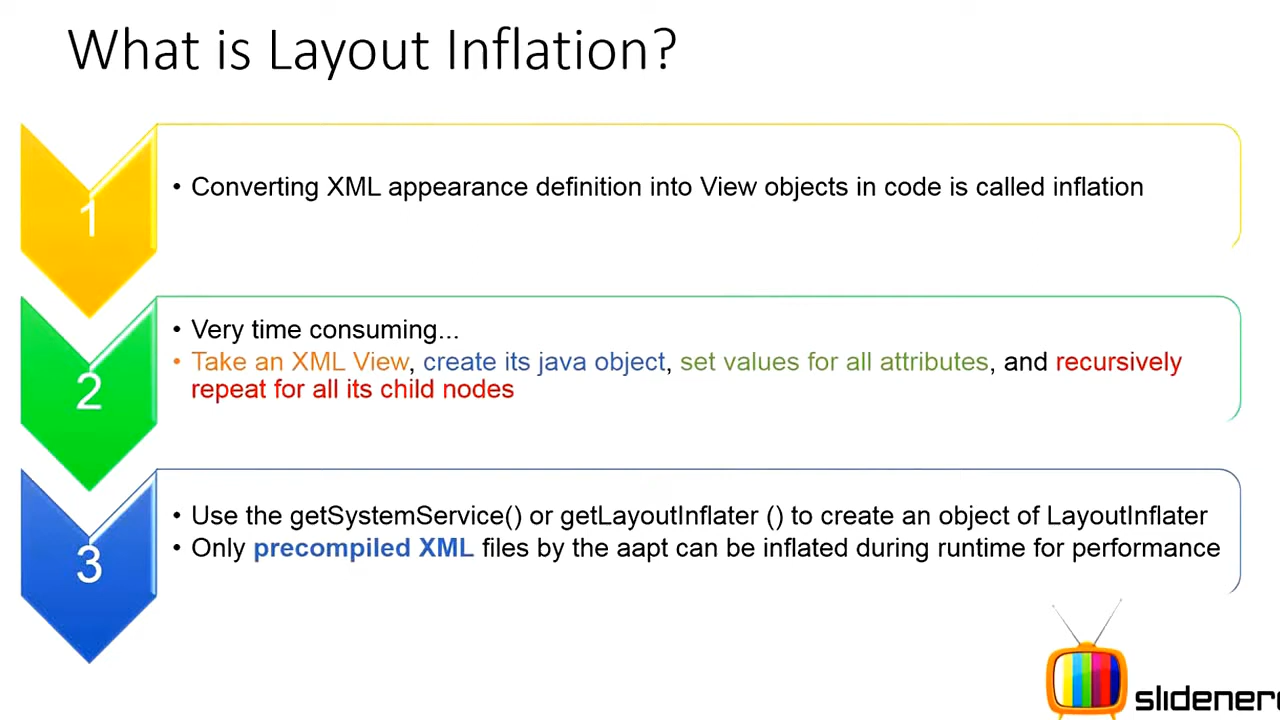 What is Layout Inflation?
1
• Converting XML appearance definition into View objects in code is called inflation
2
• Very time consuming...
• Take an XML View, create its java object, set values for all attributes, and recursively
repeat for all its child nodes
3
• Use the getSystemService() or getLayoutInflater () to create an object of LayoutInflater
• Only precompiled XML files by the aapt can be inflated during runtime for performance
slidener